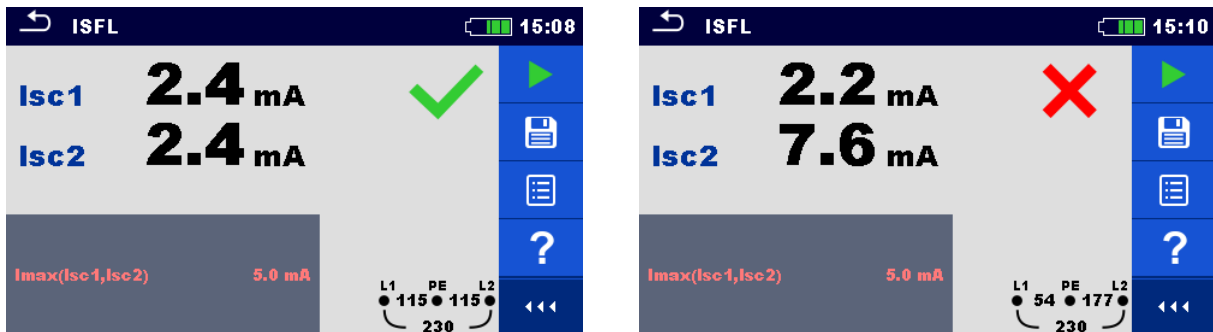 ISFL 15:08
Isc1 2.4 mA
Isc2 2.4 mA
Imax(Isc1,Isc2) 5.0 mA
?
L1 PE L2
115 115
230
ISFL 15:10
Isc1 2.2 mA
Isc2 7.6 mA
Imax(Isc1,Isc2) 5.0 mA
?
L1 PE L2
54 177
230